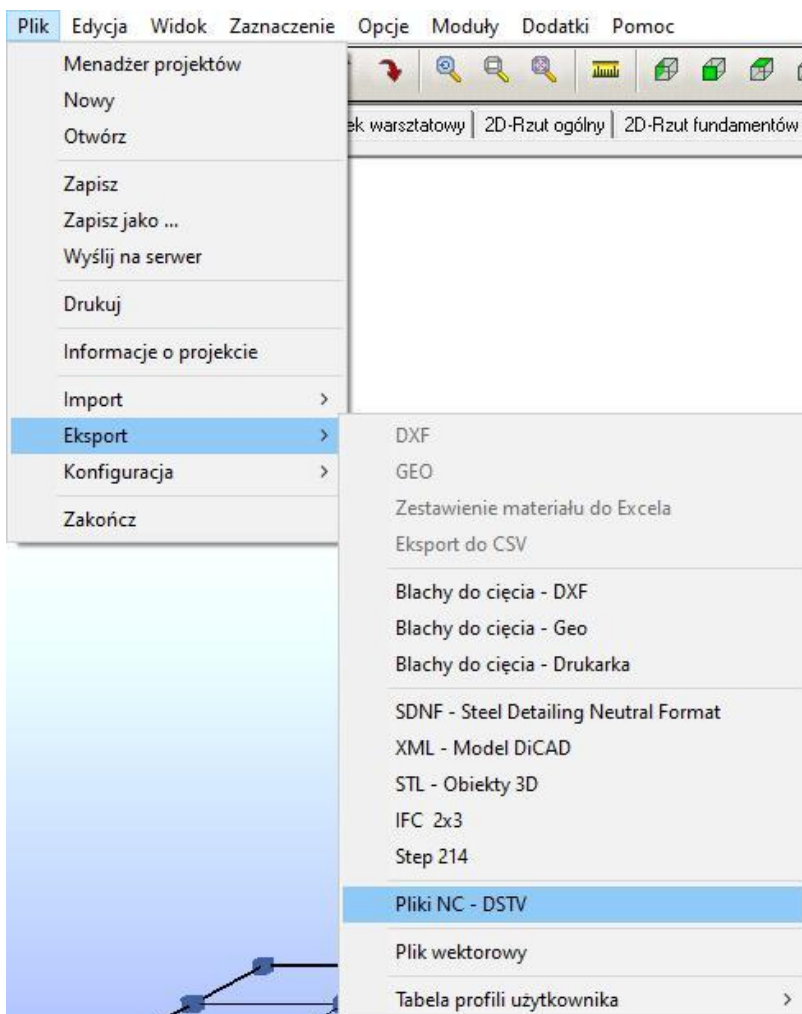 Plik Edycja Widok Zaznaczenie Opcje Moduły Dodatki Pomoc
Menadżer projektów
Nowy
Otwórz
warsztatowy 2D-Rzut ogólny 2D-Rzut fundamentów
Zapisz
Zapisz jako ...
Wyślij na serwer
Drukuj
Informacje o projekcie
Import >
Eksport >
Konfiguracja >
Zakończ
DXF
GEO
Zestawienie materiału do Excela
Eksport do CSV
Blachy do cięcia - DXF
Blachy do cięcia - Geo
Blachy do cięcia - Drukarka
SDNF - Steel Detailing Neutral Format
XML - Model DiCAD
STL - Obiekty 3D
IFC 2x3
Step 214
Pliki NC - DSTV
Plik wektorowy
Tabela profili użytkownika >